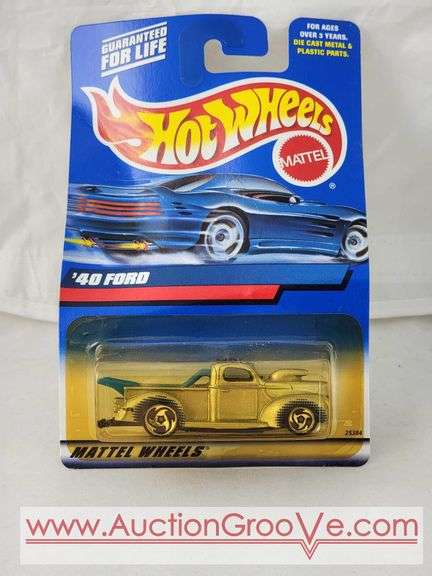 GUARANTEED
FOR LIFE
FOR AGES
OVER 3 YEARS.
DIE CAST METAL &
PLASTIC PARTS.
HOT WHEELS
MATTEL
®
'40 FORD
25384
MATTEL WHEELS™
www.AuctionGrooVe.com